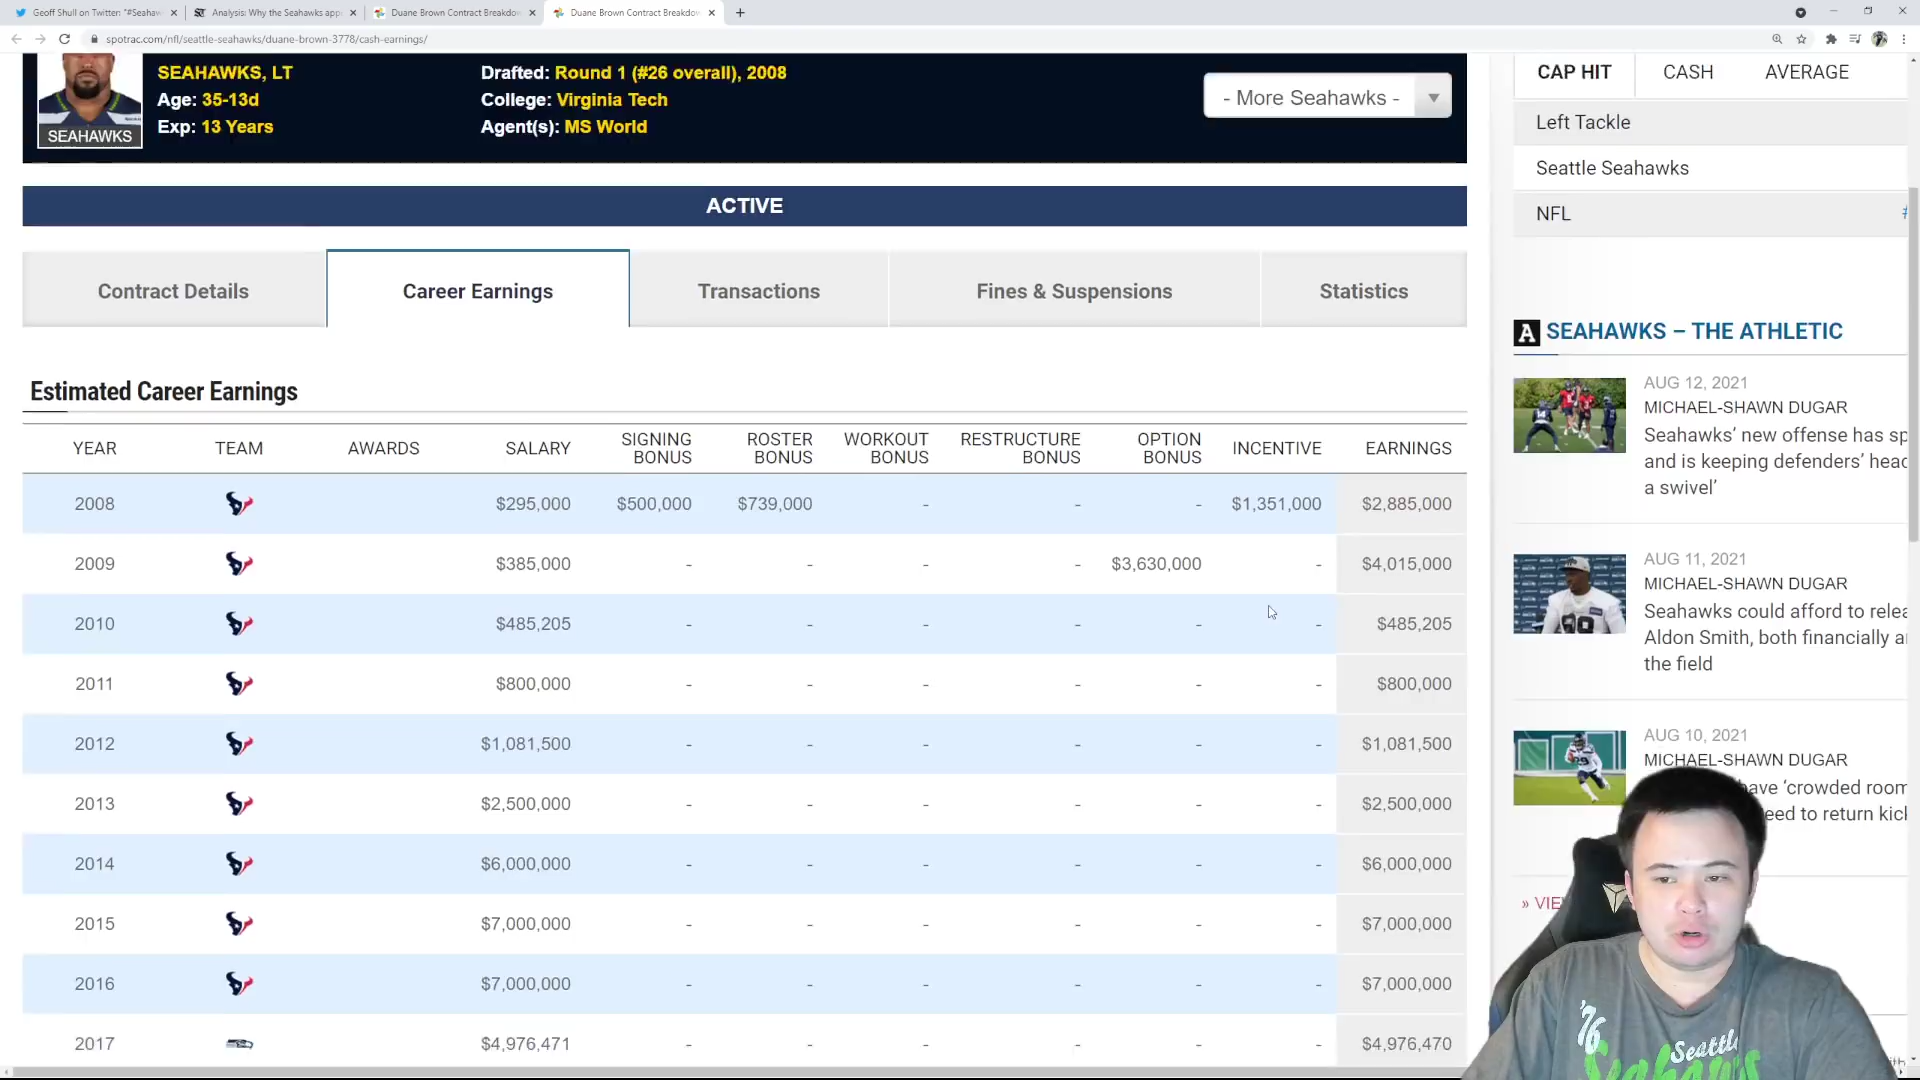 Geoff Shull on Twitter: "#Seahaw
Analysis: Why the Seahawks app
Duane Brown Contract Breakdow
Duane Brown Contract Breakdow
spotrac.com/nfl/seattle-seahawks/duane-brown-3778/cash-earnings/
SEAHAWKS, LT
Age: 35-13d
Exp: 13 Years
SEAHAWKS
Drafted: Round 1 (#26 overall), 2008
College: Virginia Tech
Agent(s): MS World
- More Seahawks -
ACTIVE
Contract Details Career Earnings Transactions Fines & Suspensions Statistics
Estimated Career Earnings
YEAR TEAM AWARDS SALARY SIGNING BONUS ROSTER BONUS WORKOUT BONUS RESTRUCTURE BONUS OPTION BONUS INCENTIVE EARNINGS
2008 $295,000 $500,000 $739,000 - - - $1,351,000 $2,885,000
2009 $385,000 - - - - $3,630,000 - $4,015,000
2010 $485,205 - - - - - - $485,205
2011 $800,000 - - - - - - $800,000
2012 $1,081,500 - - - - - - $1,081,500
2013 $2,500,000 - - - - - - $2,500,000
2014 $6,000,000 - - - - - - $6,000,000
2015 $7,000,000 - - - - - - $7,000,000
2016 $7,000,000 - - - - - - $7,000,000
2017 $4,976,471 - - - - - - $4,976,470
CAP HIT CASH AVERAGE
Left Tackle
Seattle Seahawks
NFL #
A SEAHAWKS – THE ATHLETIC
AUG 12, 2021
MICHAEL-SHAWN DUGAR
Seahawks' new offense has sp
and is keeping defenders' head
a swivel'
AUG 11, 2021
MICHAEL-SHAWN DUGAR
Seahawks could afford to relea
Aldon Smith, both financially a
the field
AUG 10, 2021
MICHAEL-SHAWN DUGAR
have 'crowded room
eed to return kick
» VIE
'76
Seattle
Seahawks